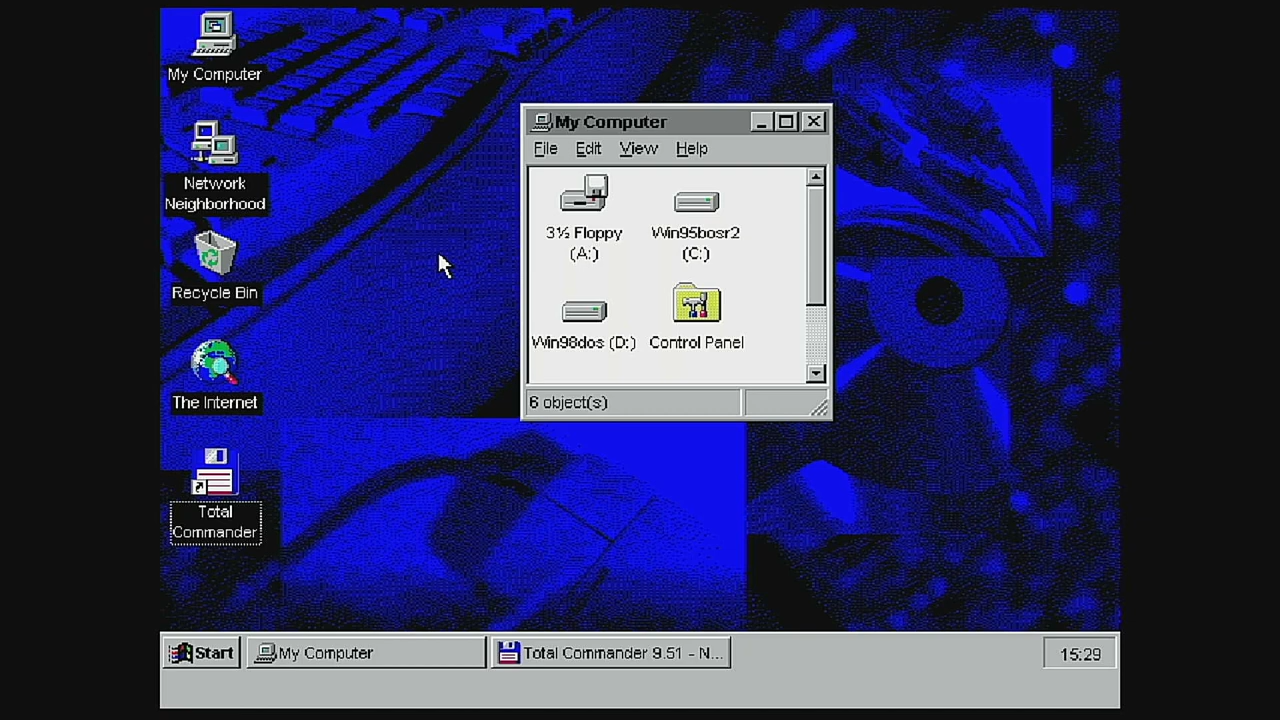 My Computer
Network
Neighborhood
Recycle Bin
The Internet
Total
Commander
My Computer
File Edit View Help
3½ Floppy
(A:)
Win95bosr2
(C:)
Win98dos (D:)
Control Panel
6 object(s)
Start
My Computer
Total Commander 9.51 - N...
15:29